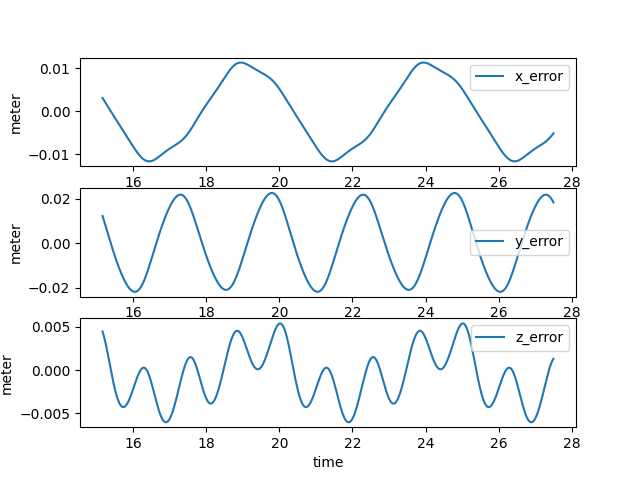 0.01
0.00
−0.01
meter
x_error
16 18 20 22 24 26 28
0.02
0.00
−0.02
meter
y_error
16 18 20 22 24 26 28
0.005
0.000
−0.005
meter
z_error
16 18 20 22 24 26 28
time